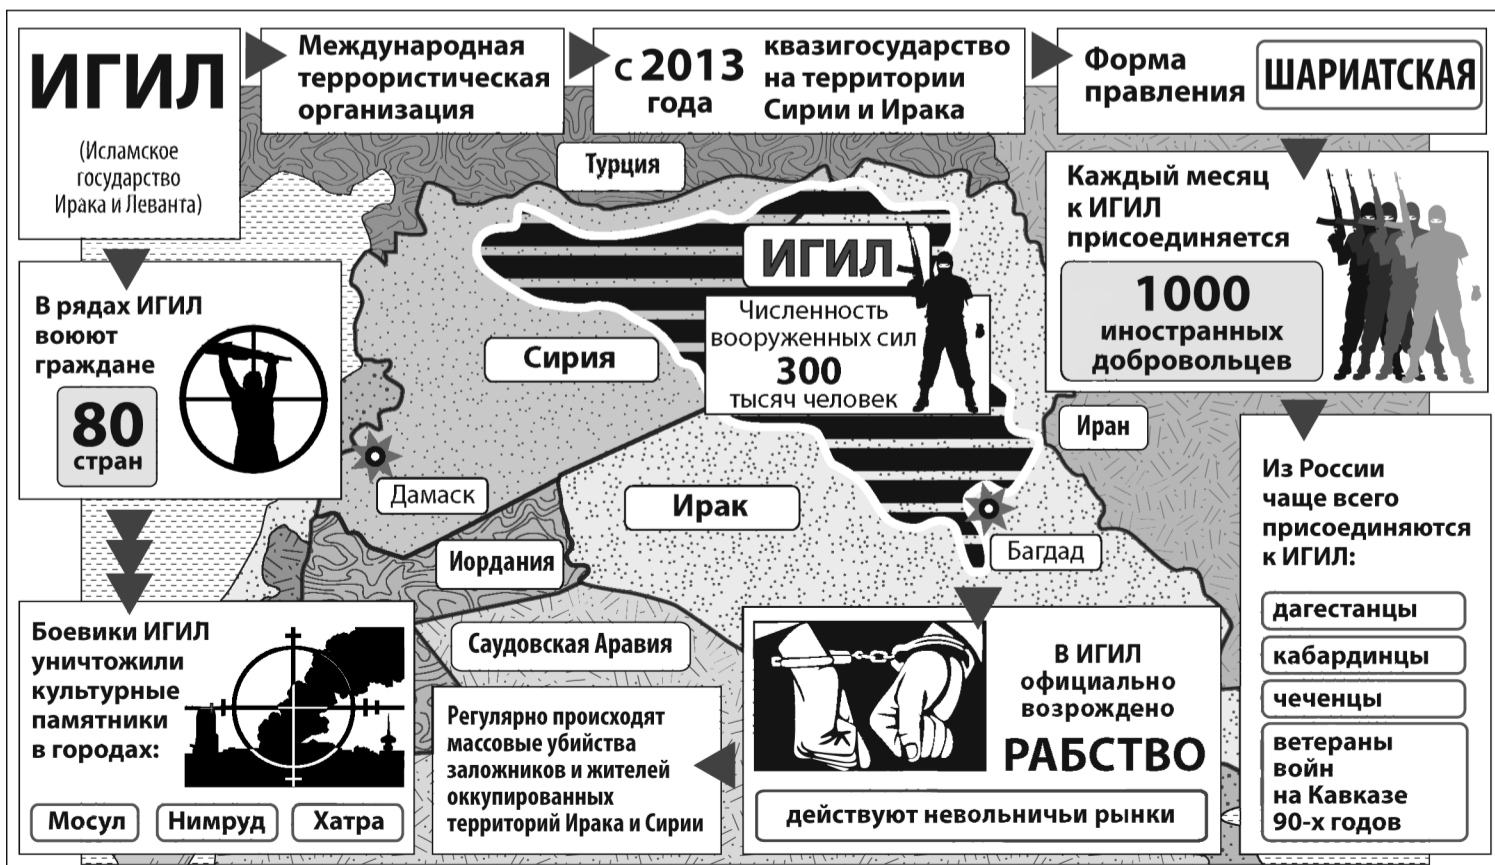 ИГИЛ
(Исламское
государство
Ирака и Леванта)
Международная
террористическая
организация
с 2013
года
квазигосударство
на территории
Сирии и Ирака
Форма
правления
ШАРИАТСКАЯ
Каждый месяц
к ИГИЛ
присоединяется
1000
иностранных
добровольцев
В рядах ИГИЛ
воюют
граждане
80
стран
Турция
ИГИЛ
Численность
вооруженных сил
300
тысяч человек
Сирия
Иран
Дамаск
Ирак
Багдад
Иордания
Саудовская Аравия
Из России
чаще всего
присоединяются
к ИГИЛ:
дагестанцы
кабардинцы
чеченцы
ветераны
войн
на Кавказе
90-х годов
Боевики ИГИЛ
уничтожили
культурные
памятники
в городах:
Мосул
Нимруд
Хатра
Регулярно происходят
массовые убийства
заложников и жителей
оккупированных
территорий Ирака и Сирии
В ИГИЛ
официально
возрождено
РАБСТВО
действуют невольничьи рынки